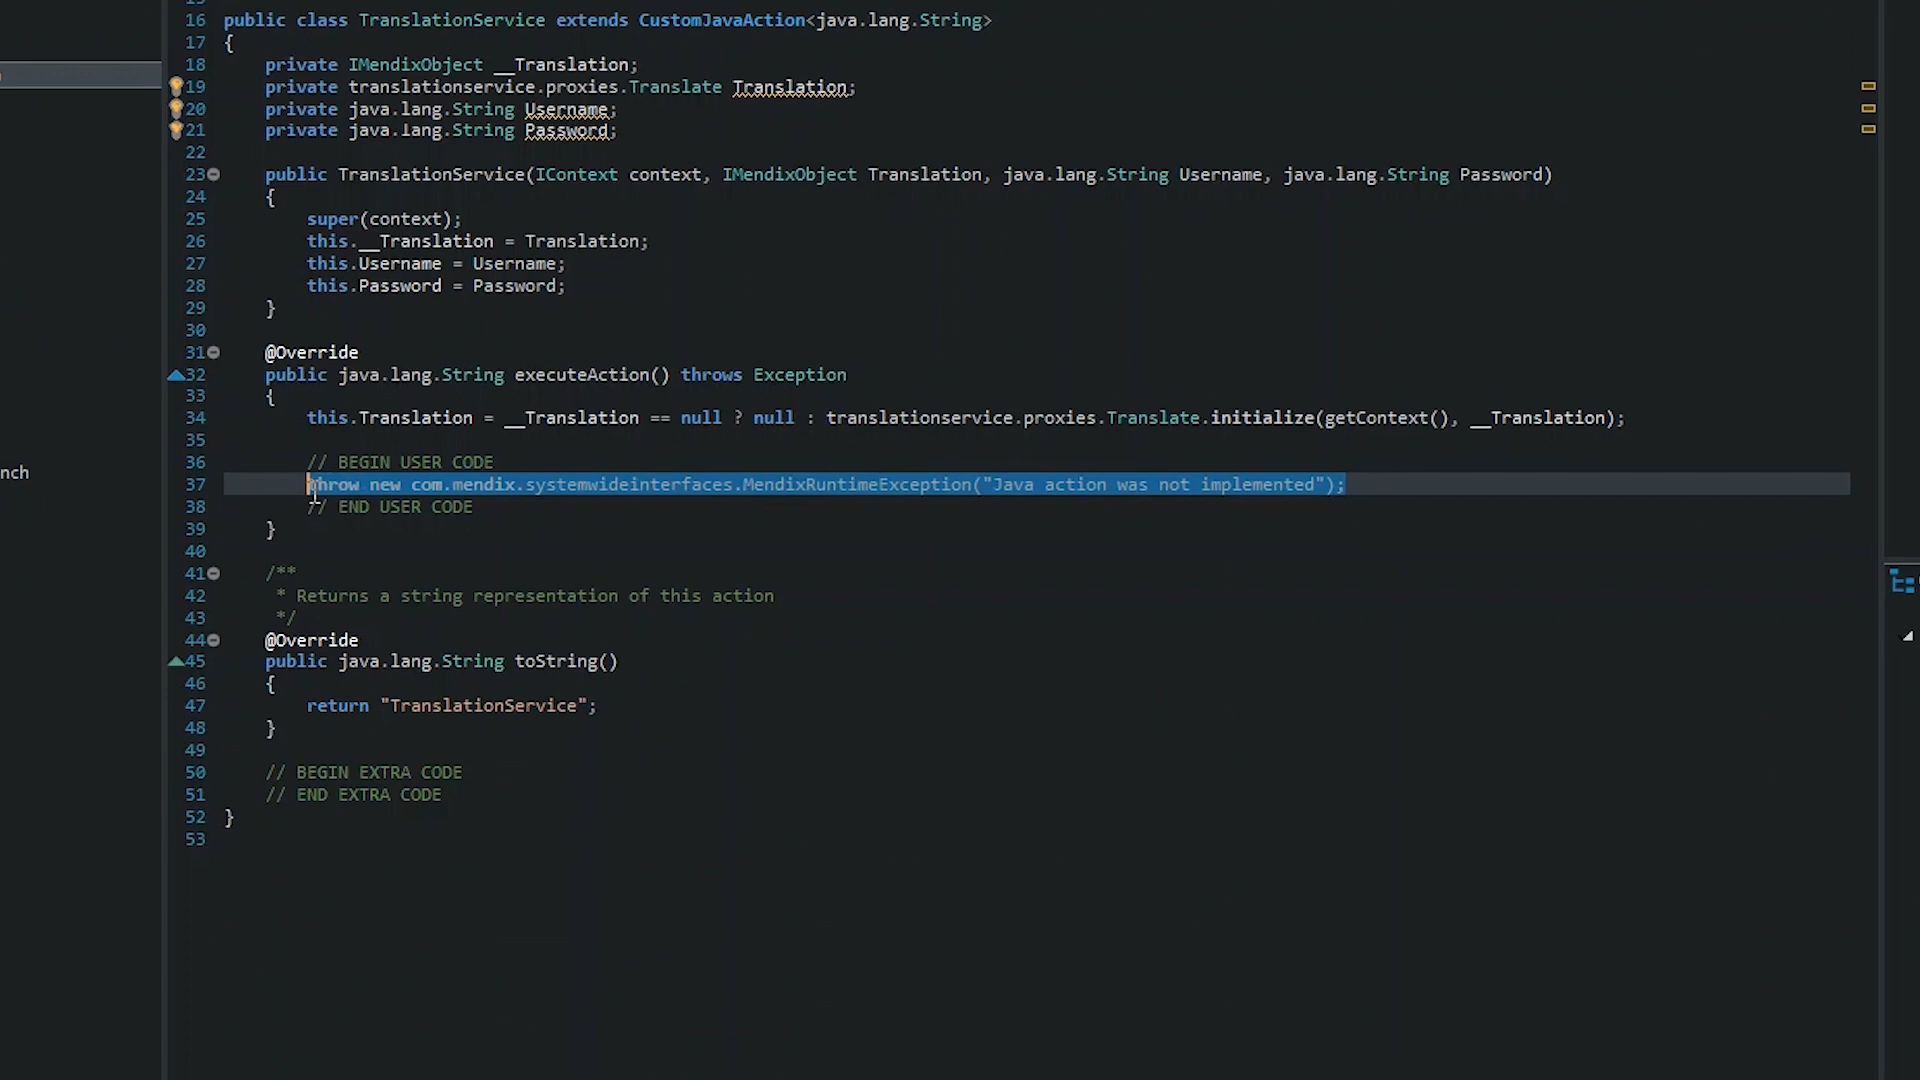 16 public class TranslationService extends CustomJavaAction<java.lang.String>
17 {
18 private IMendixObject __Translation;
19 private translationservice.proxies.Translate Translation;
20 private java.lang.String Username;
21 private java.lang.String Password;
22
23 public TranslationService(IContext context, IMendixObject Translation, java.lang.String Username, java.lang.String Password)
24 {
25 super(context);
26 this.__Translation = Translation;
27 this.Username = Username;
28 this.Password = Password;
29 }
30
31 @Override
32 public java.lang.String executeAction() throws Exception
33 {
34 this.Translation = __Translation == null ? null : translationservice.proxies.Translate.initialize(getContext(), __Translation);
35
36 // BEGIN USER CODE
nch
37 throw new com.mendix.systemwideinterfaces.MendixRuntimeException("Java action was not implemented");
38 // END USER CODE
39 }
40
41 /**
42 * Returns a string representation of this action
43 */
44 @Override
45 public java.lang.String toString()
46 {
47 return "TranslationService";
48 }
49
50 // BEGIN EXTRA CODE
51 // END EXTRA CODE
52 }
53